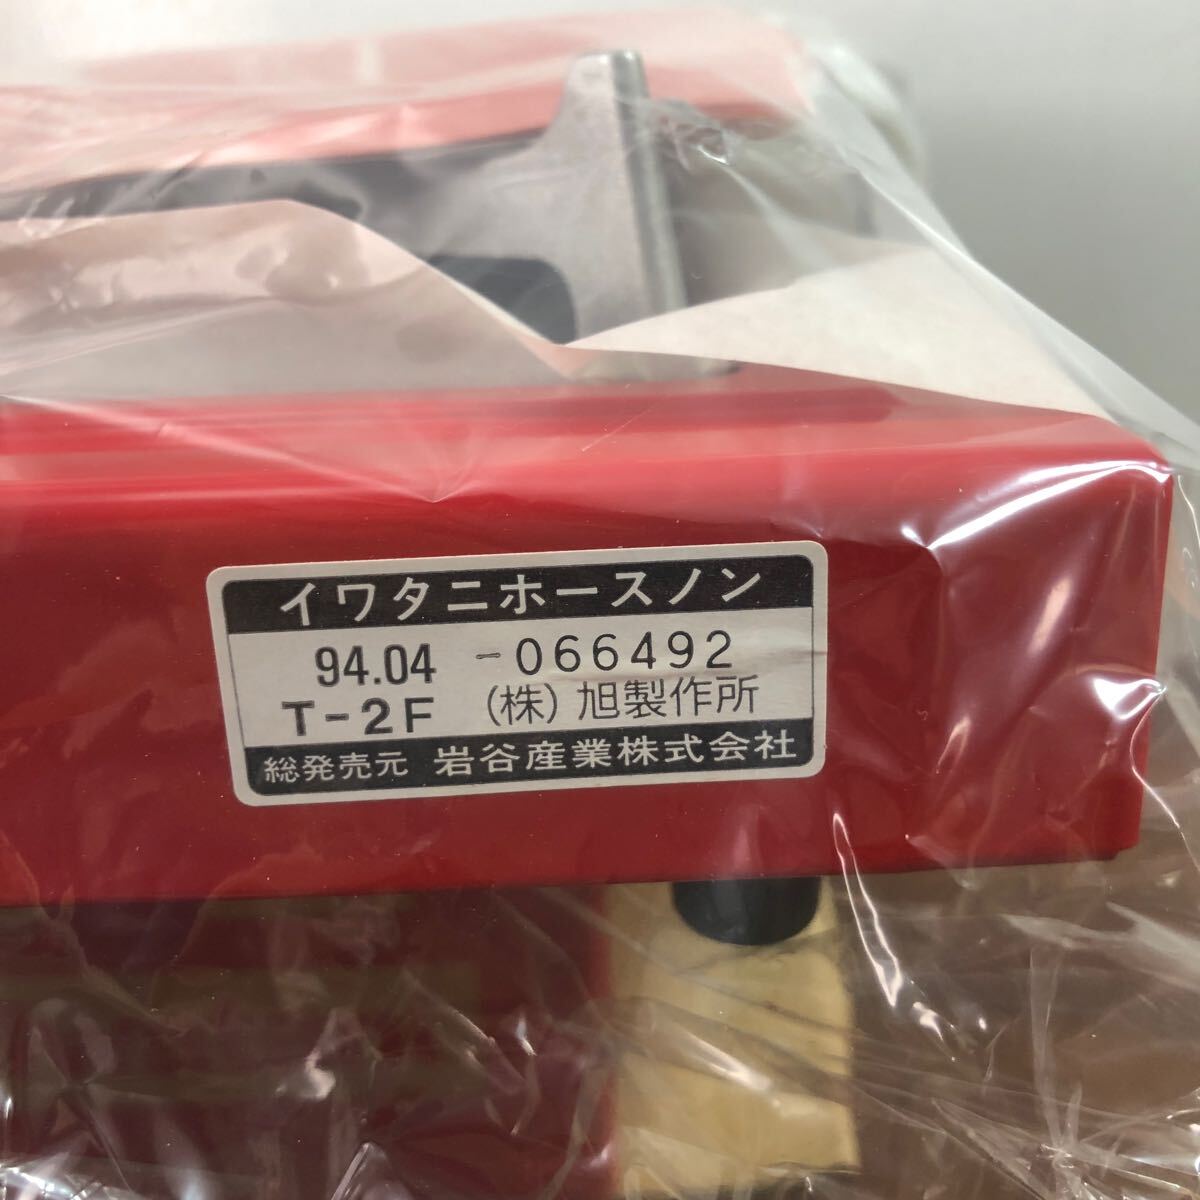 イワタニホースノン
94.04 -066492
T-2F (株)旭製作所
総発売元 岩谷産業株式会社